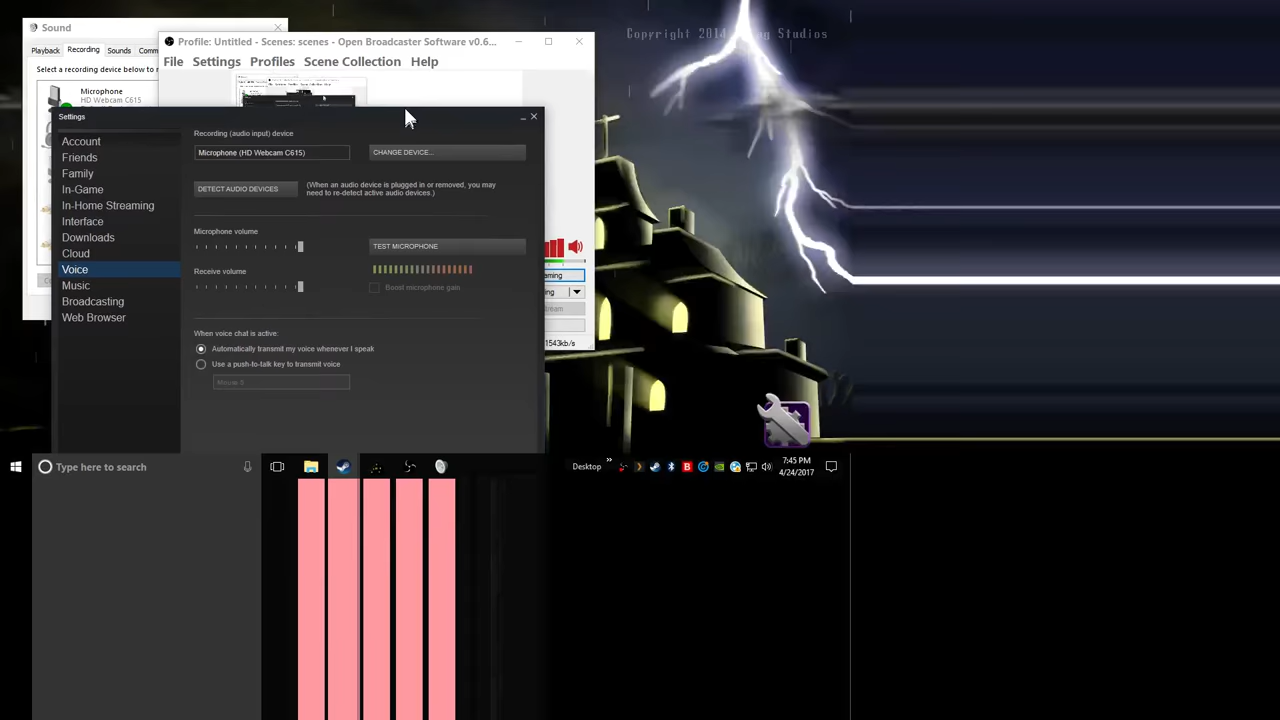 Sound
Playback
Recording
Sounds
Select a recording device below to
Microphone
HD Webcam C615
Profile: Untitled - Scenes: scenes - Open Broadcaster Software v0.6...
File
Settings
Profiles
Scene Collection
Help
Settings
Account
Friends
Family
In-Game
In-Home Streaming
Interface
Downloads
Cloud
Voice
Music
Broadcasting
Web Browser
Recording (audio input) device
Microphone (HD Webcam C615)
CHANGE DEVICE...
DETECT AUDIO DEVICES
(When an audio device is plugged in or removed, you may
need to re-detect active audio devices.)
Microphone volume
TEST MICROPHONE
Receive volume
Boost microphone gain
When voice chat is active:
Automatically transmit my voice whenever I speak
Use a push-to-talk key to transmit voice
1543kb/s
Copyright 2014
Studios
Type here to search
Desktop
7:45 PM
4/24/2017